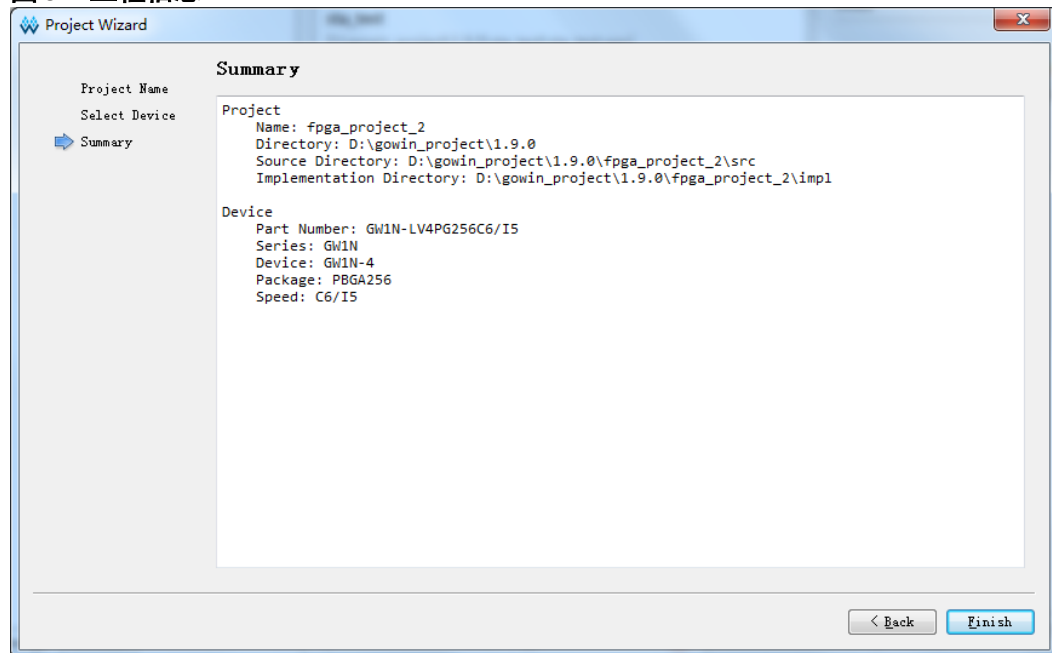 Project Wizard
Summary
Project Name
Select Device
Summary
Project
Name: fpga_project_2
Directory: D:\gowin_project\1.9.0
Source Directory: D:\gowin_project\1.9.0\fpga_project_2\src
Implementation Directory: D:\gowin_project\1.9.0\fpga_project_2\impl
Device
Part Number: GW1N-LV4PG256C6/I5
Series: GW1N
Device: GW1N-4
Package: PBGA256
Speed: C6/I5
< Back
Finish